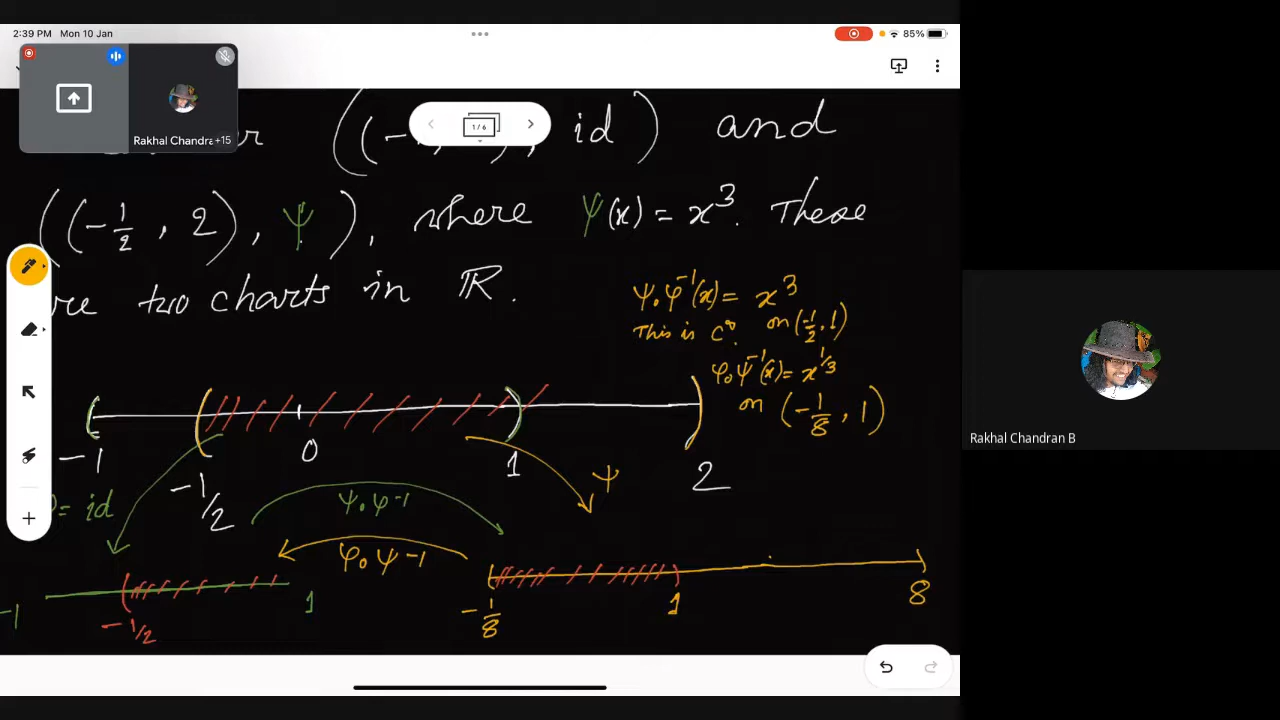 2:39 PM Mon 10 Jan
85%
Rakhal Chandra +15
1 / 6
id) and
((-1/2, 2), ψ), where ψ(x) = x³. These
two charts in ℝ.
ψ∘φ⁻¹(x) = x³
This is C^∞. on (-1/2, 1)
φ∘ψ⁻¹(x) = x^1/3
on (-1/8, 1)
-1 -1/2 0 1 2
= id
ψ∘φ-1
ψ
φ∘ψ-1
-1 -1/2 1
-1/8 1 8
Rakhal Chandran B